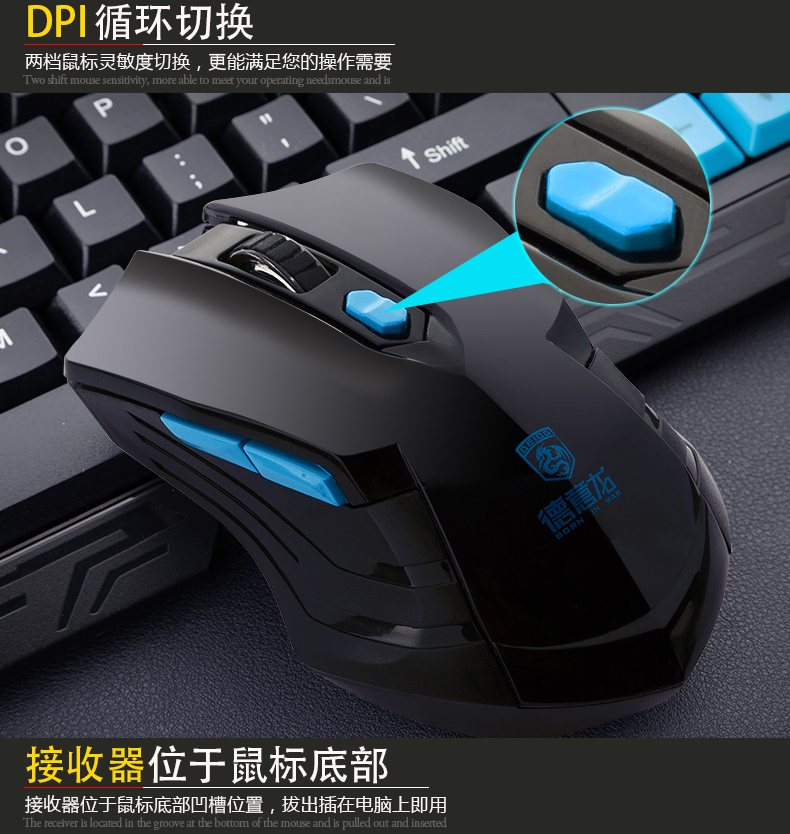 DPI循环切换
两档鼠标灵敏度切换，更能满足您的操作需要
Two shift mouse sensitivity, more able to meet your operating needsmouse and is
P
O
"
'
\
:
;
L
<
M
Shift
DEIOG
德意龙
BORN IN WAR
接收器位于鼠标底部
接收器位于鼠标底部凹槽位置，拔出插在电脑上即用
The receiver is located in the groove at the bortom of the mouse and is pulled out and inserted